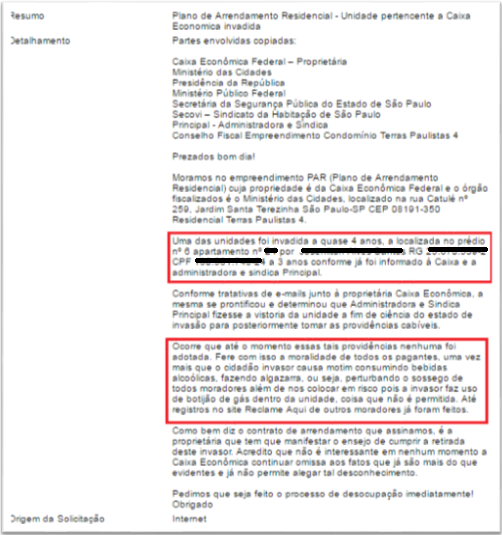 Resumo Plano de Arrendamento Residencial - Unidade pertencente a Caixa
Economica invadida
Detalhamento Partes envolvidas copiadas:
Caixa Econômica Federal – Proprietária
Ministério das Cidades
Presidência da República
Ministério Público Federal
Secretária da Segurança Pública do Estado de São Paulo
Secovi – Sindicato da Habitação de São Paulo
Principal - Administradora e Sindica
Conselho Fiscal Empreendimento Condomínio Terras Paulistas 4
Prezados bom dia!
Moramos no empreendimento PAR (Plano de Arrendamento
Residencial) cuja propriedade é da Caixa Econômica Federal e o órgão
fiscalizados é o Ministério das Cidades, localizado na rua Catulé nº
259, Jardim Santa Terezinha São Paulo-SP CEP 08191-350
Residencial Terras Paulistas 4.
Uma das unidades foi invadida a quase 4 anos, a localizada no prédio
nº 6 apartamento nº por RG
CPF a 3 anos conforme já foi informado à Caixa e a
administradora e sindica Principal.
Conforme tratativas de e-mails junto á proprietária Caixa Econômica, a
mesma se prontificou e determinou que Administradora e Sindica
Principal fizesse a vistoria da unidade a fim de ciência do estado de
invasão para posteriormente tomar as providências cabíveis.
Ocorre que até o momento essas tais providências nenhuma foi
adotada. Fere com isso a moralidade de todos os pagantes, uma vez
mais que o cidadão invasor causa motim consumindo bebidas
alcoólicas, fazendo algazarra, ou seja, perturbando o sossego de
todos moradores além de nos colocar em risco pois a invasor faz uso
de botijão de gás dentro da unidade, coisa que não é permitida. Até
registros no site Reclame Aqui de outros moradores já foram feitos.
Como bem diz o contrato de arrendamento que assinamos, é a
proprietária que tem que manifestar o ensejo de cumprir a retirada
deste invasor. Acredito que não é interessante em nenhum momento a
Caixa Econômica continuar omissa aos fatos que já são mais do que
evidentes e já não permite alegar tal desconhecimento.
Pedimos que seja feito o processo de desocupação imediatamente!
Obrigado
Origem da Solicitação Internet